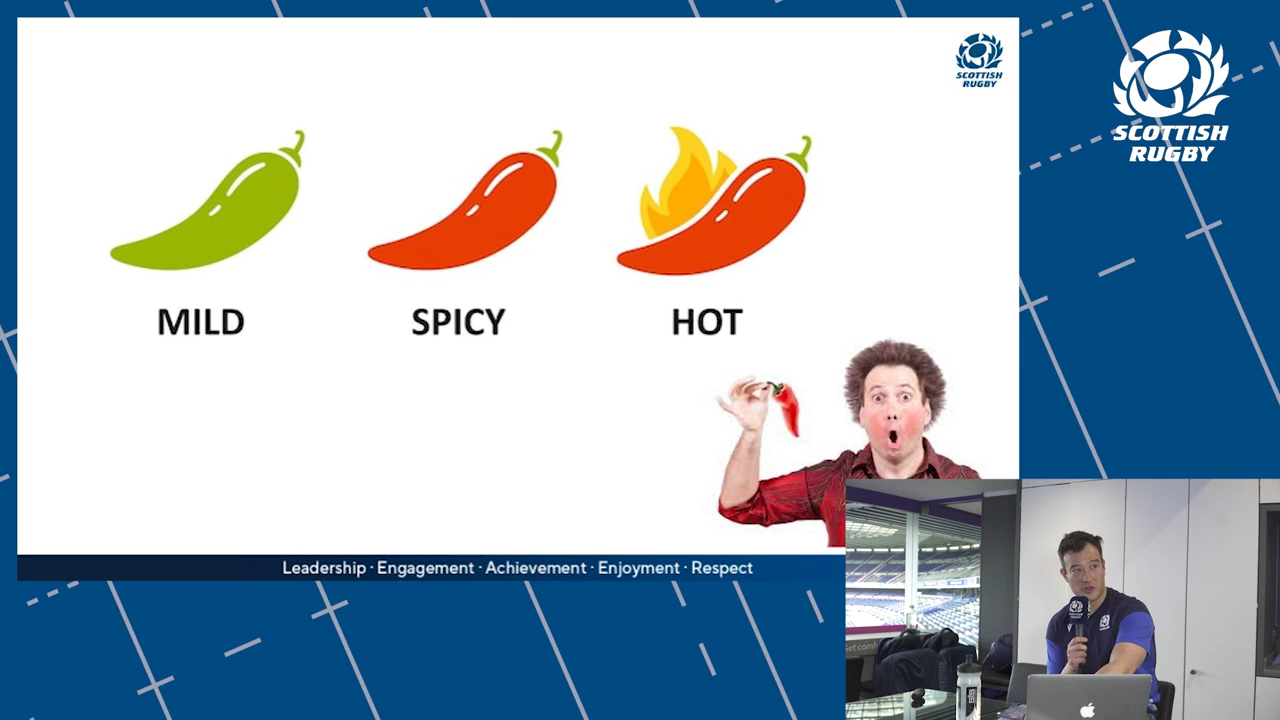 SCOTTISH
RUGBY
SCOTTISH
RUGBY
MILD
SPICY
HOT
Leadership · Engagement · Achievement · Enjoyment · Respect